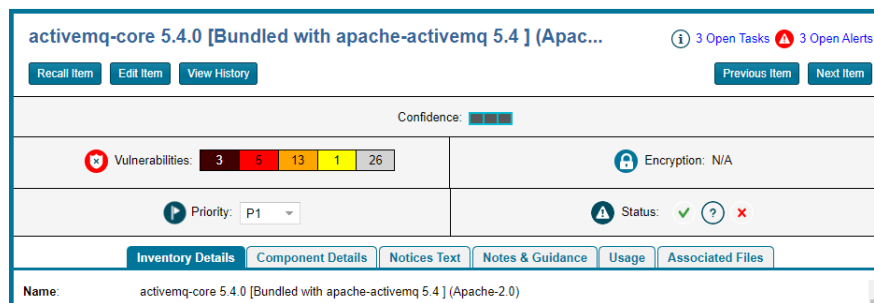 activemq-core 5.4.0 [Bundled with apache-activemq 5.4 ] (Apac...
3 Open Tasks 3 Open Alerts
Recall Item Edit Item View History Previous Item Next Item
Confidence:
Vulnerabilities: 3 5 13 1 26 Encryption: N/A
Priority: P1 Status: ?
Inventory Details Component Details Notices Text Notes & Guidance Usage Associated Files
Name: activemq-core 5.4.0 [Bundled with apache-activemq 5.4 ] (Apache-2.0)